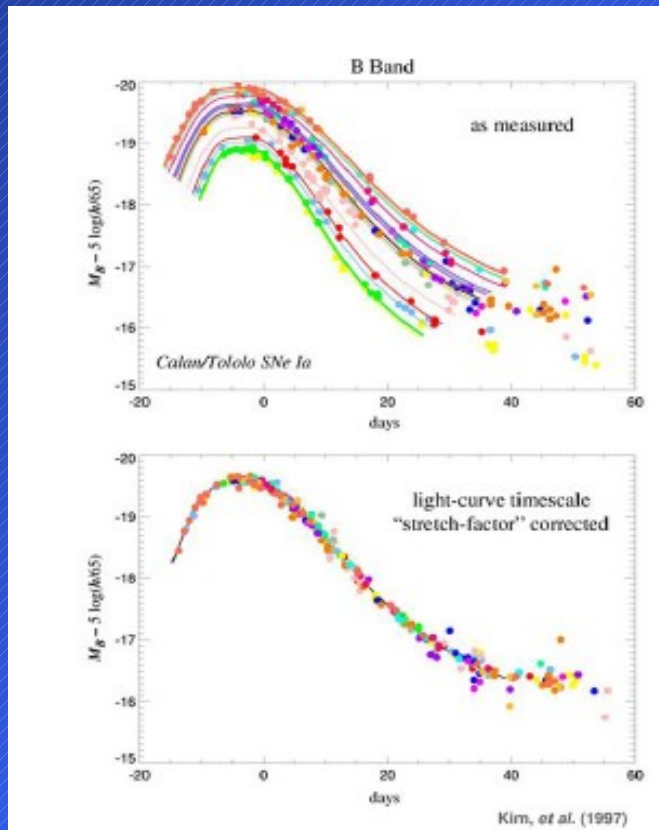 B Band
-20
-19
-18
-17
-16
-15
M_B – 5 log(h/65)
as measured
Calan/Tololo SNe Ia
-20 0 20 40 60
days
-20
-19
-18
-17
-16
-15
M_B – 5 log(h/65)
light-curve timescale
“stretch-factor” corrected
-20 0 20 40 60
days
Kim, et al. (1997)